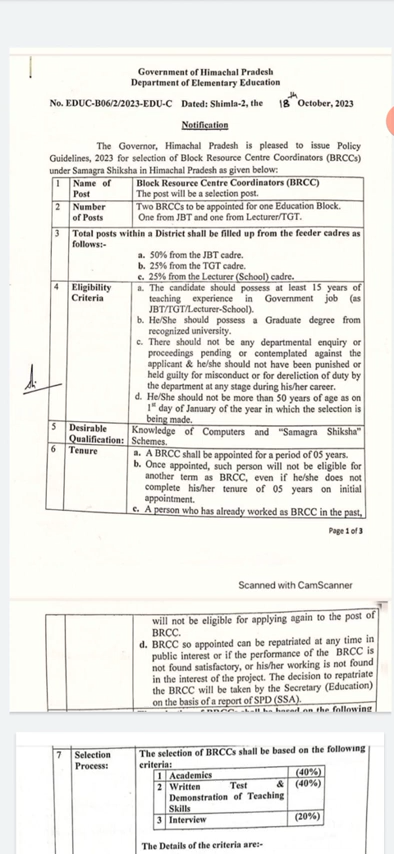 Government of Himachal Pradesh
Department of Elementary Education
No. EDUC-B06/2/2023-EDU-C Dated: Shimla-2, the 18th October, 2023
Notification
The Governor, Himachal Pradesh is pleased to issue Policy
Guidelines, 2023 for selection of Block Resource Centre Coordinators (BRCCs)
under Samagra Shiksha in Himachal Pradesh as given below:
1 Name of Post Block Resource Centre Coordinators (BRCC)
The post will be a selection post.
2 Number of Posts Two BRCCs to be appointed for one Education Block.
One from JBT and one from Lecturer/TGT.
3 Total posts within a District shall be filled up from the feeder cadres as
follows:-
a. 50% from the JBT cadre.
b. 25% from the TGT cadre.
c. 25% from the Lecturer (School) cadre.
4 Eligibility Criteria a. The candidate should possess at least 15 years of
teaching experience in Government job (as
JBT/TGT/Lecturer-School).
b. He/She should possess a Graduate degree from
recognized university.
c. There should not be any departmental enquiry or
proceedings pending or contemplated against the
applicant & he/she should not have been punished or
held guilty for misconduct or for dereliction of duty by
the department at any stage during his/her career.
d. He/She should not be more than 50 years of age as on
1st day of January of the year in which the selection is
being made.
5 Desirable Qualification: Knowledge of Computers and "Samagra Shiksha"
Schemes.
6 Tenure a. A BRCC shall be appointed for a period of 05 years.
b. Once appointed, such person will not be eligible for
another term as BRCC, even if he/she does not
complete his/her tenure of 05 years on initial
appointment.
c. A person who has already worked as BRCC in the past,
Page 1 of 3
Scanned with CamScanner
will not be eligible for applying again to the post of
BRCC.
d. BRCC so appointed can be repatriated at any time in
public interest or if the performance of the BRCC is
not found satisfactory, or his/her working is not found
in the interest of the project. The decision to repatriate
the BRCC will be taken by the Secretary (Education)
on the basis of a report of SPD (SSA).
of BRCCs shall be based on the following
7 Selection Process: The selection of BRCCs shall be based on the following
criteria:
1 Academics (40%)
2 Written Test & (40%)
Demonstration of Teaching
Skills
3 Interview (20%)
The Details of the criteria are:-